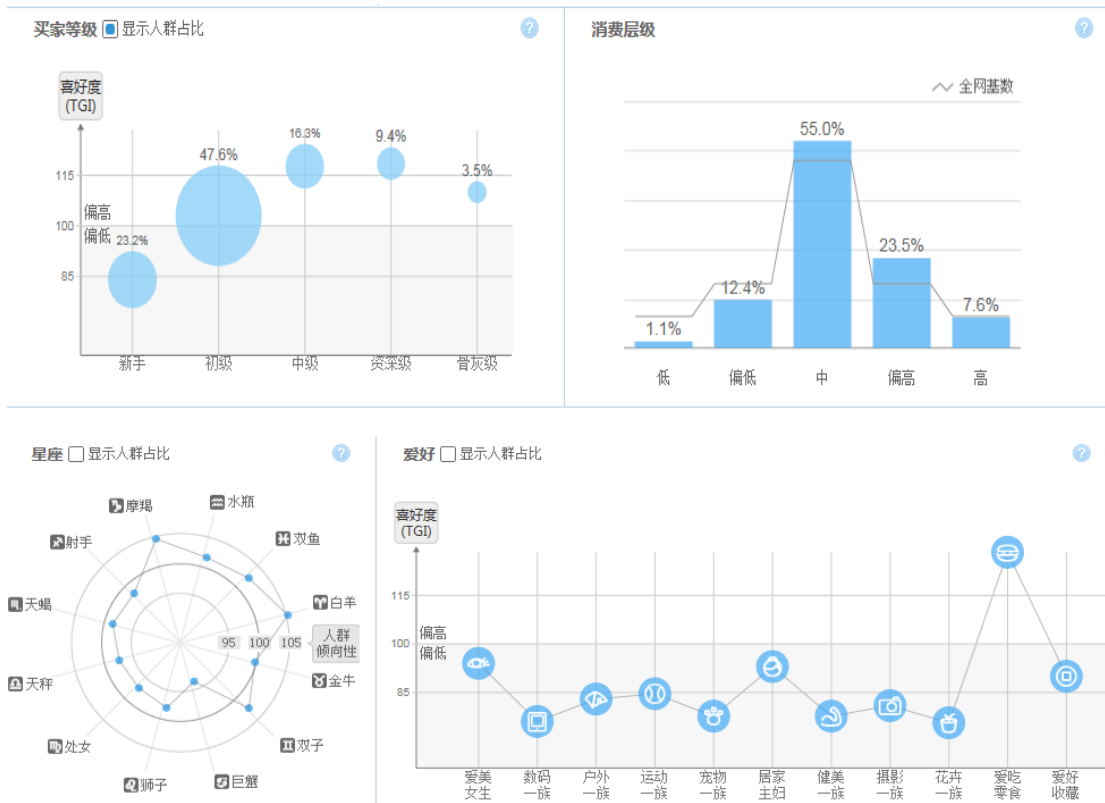 买家等级 显示人群占比 ?
喜好度
(TGI)
115
偏高
100
偏低
85
23.2%
47.6%
16.3%
9.4%
3.5%
新手 初级 中级 资深级 骨灰级
消费层级 ?
全网基数
1.1%
12.4%
55.0%
23.5%
7.6%
低 偏低 中 偏高 高
星座 显示人群占比 ?
摩羯
水瓶
射手
双鱼
天蝎
白羊
95 100 105
人群
倾向性
天秤
金牛
处女
双子
狮子
巨蟹
爱好 显示人群占比 ?
喜好度
(TGI)
115
偏高
100
偏低
85
爱美 数码 户外 运动 宠物 居家 健美 摄影 花卉 爱吃 爱好
女生 一族 一族 一族 一族 主妇 一族 一族 一族 零食 收藏